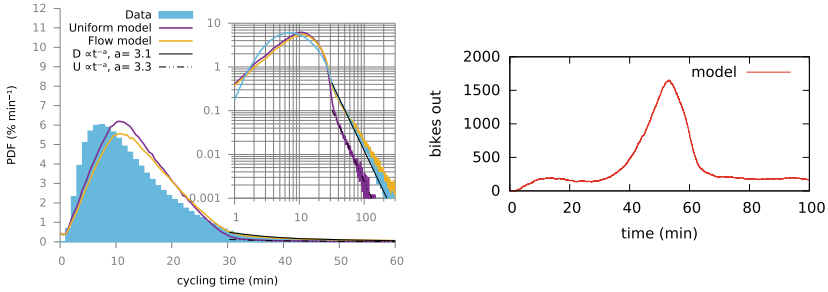 12
11
10
9
8
7
6
5
4
3
2
1
0
PDF (% min⁻¹)
Data
Uniform model
Flow model
D ∝t⁻ᵃ, a= 3.1
U ∝t⁻ᵃ, a= 3.3
10
1
0.1
0.01
0.001
1 10 100
0 10 20 30 40 50 60
cycling time (min)
2000
1500
1000
500
0
bikes out
model
0 20 40 60 80 100
time (min)